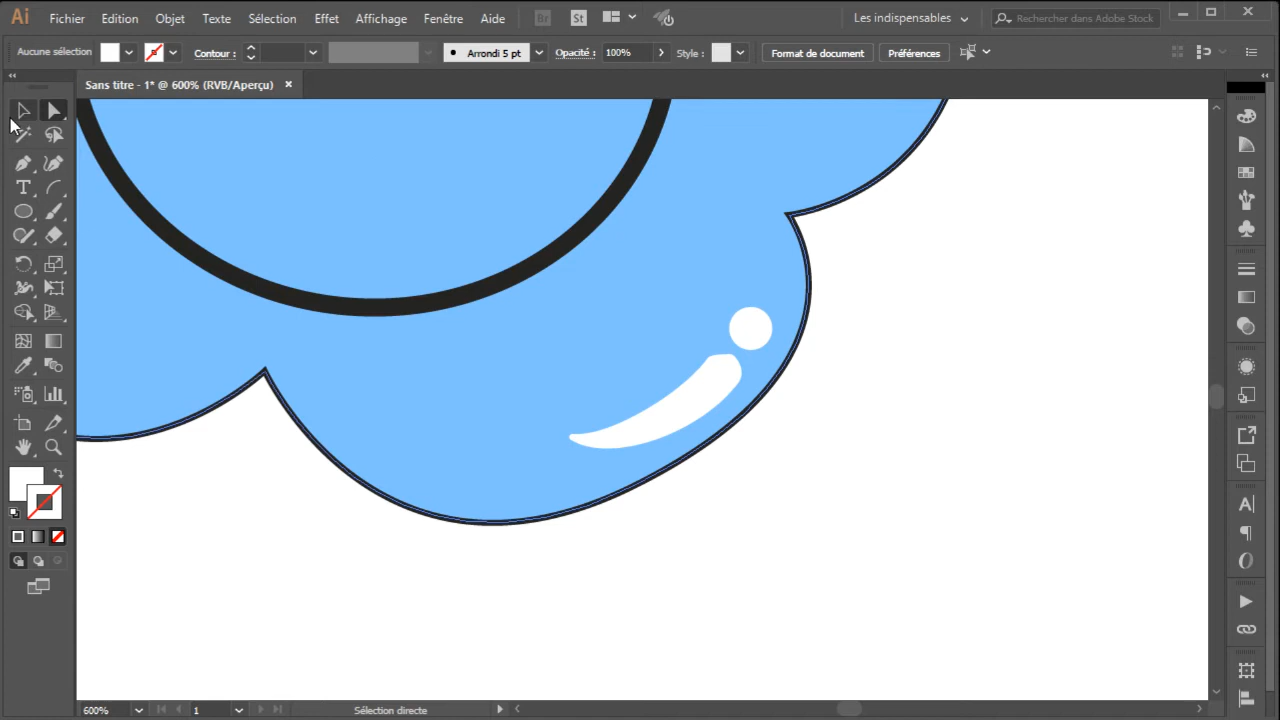 Ai Fichier Edition Objet Texte Sélection Effet Affichage Fenêtre Aide Br St Les indispensables Rechercher dans Adobe Stock
Aucune sélection Contour : Arrondi 5 pt Opacité : 100% Style : Format de document Préférences
Sans titre - 1* @ 600% (RVB/Aperçu)
600% 1 Sélection directe